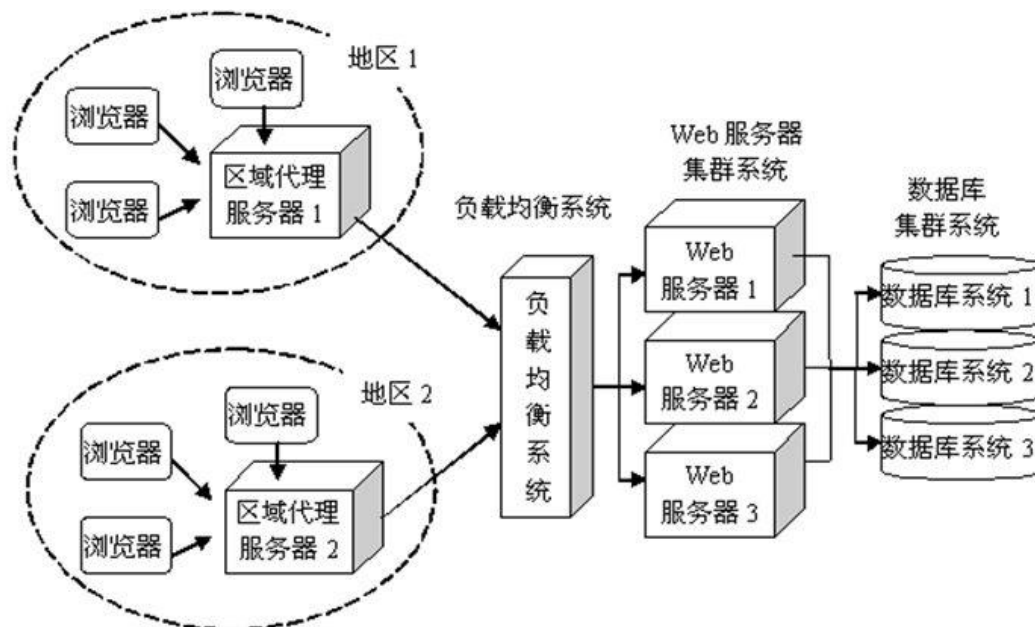 地区 1
浏览器
浏览器
浏览器
区域代理
服务器 1
地区 2
浏览器
浏览器
浏览器
区域代理
服务器 2
负载均衡系统
负
载
均
衡
系
统
Web 服务器
集群系统
Web
服务器 1
Web
服务器 2
Web
服务器 3
数据库
集群系统
数据库系统 1
数据库系统 2
数据库系统 3